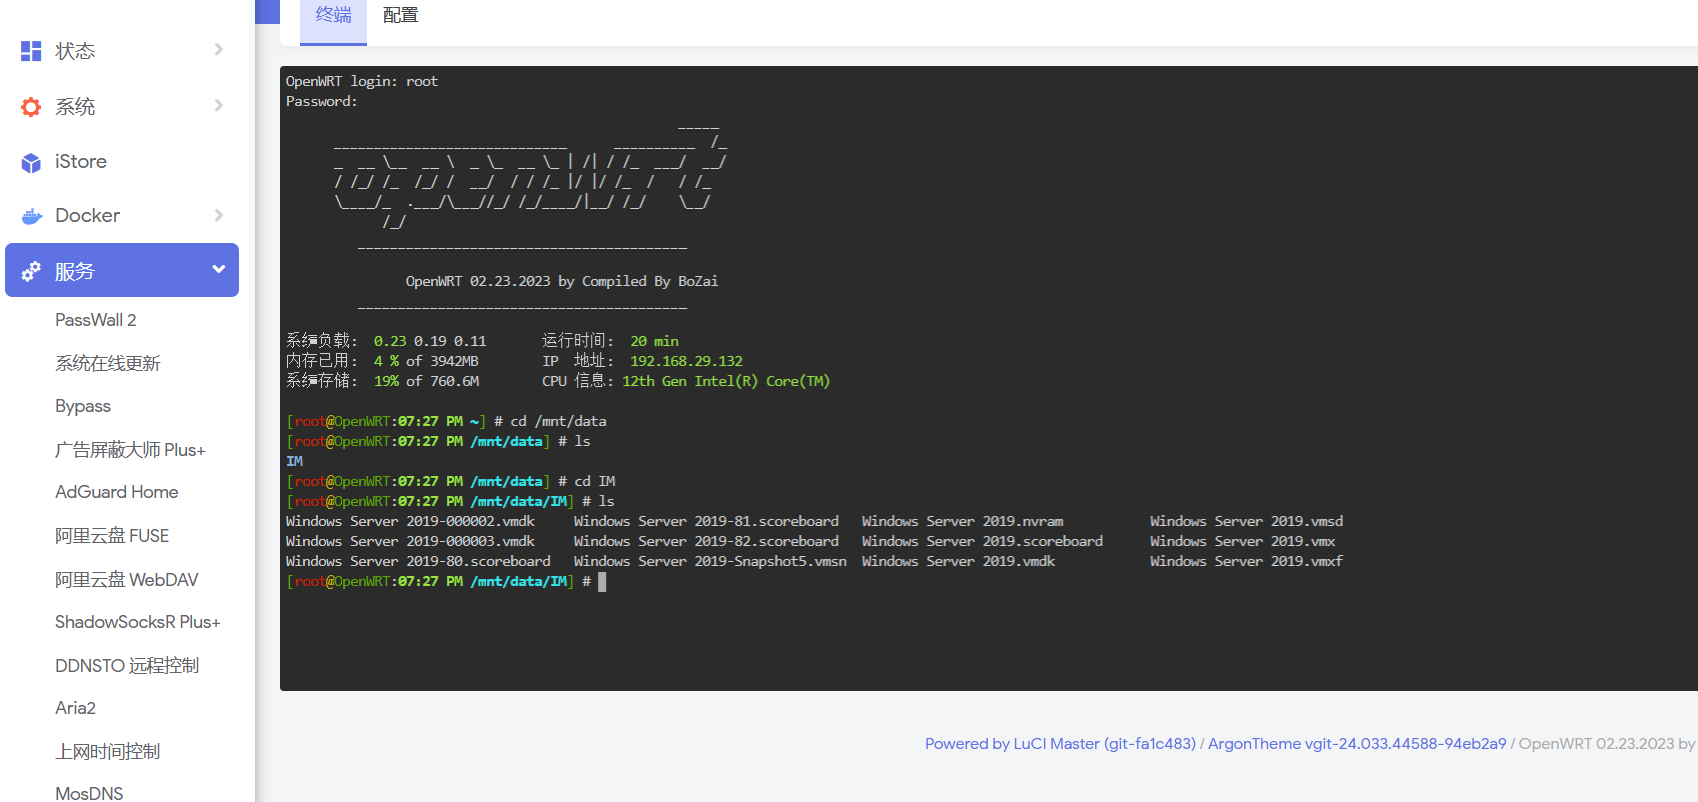 终端 配置
状态
系统
iStore
Docker
服务
PassWall 2
系统在线更新
Bypass
广告屏蔽大师 Plus+
AdGuard Home
阿里云盘 FUSE
阿里云盘 WebDAV
ShadowSocksR Plus+
DDNSTO 远程控制
Aria2
上网时间控制
MosDNS
OpenWRT login: root
Password:
OpenWRT 02.23.2023 by Compiled By BoZai
系统负载: 0.23 0.19 0.11 运行时间: 20 min
内存已用: 4 % of 3942MB IP 地址: 192.168.29.132
系统存储: 19% of 760.6M CPU 信息: 12th Gen Intel(R) Core(TM)
[root@OpenWRT:07:27 PM ~] # cd /mnt/data
[root@OpenWRT:07:27 PM /mnt/data] # ls
IM
[root@OpenWRT:07:27 PM /mnt/data] # cd IM
[root@OpenWRT:07:27 PM /mnt/data/IM] # ls
Windows Server 2019-000002.vmdk Windows Server 2019-81.scoreboard Windows Server 2019.nvram Windows Server 2019.vmsd
Windows Server 2019-000003.vmdk Windows Server 2019-82.scoreboard Windows Server 2019.scoreboard Windows Server 2019.vmx
Windows Server 2019-80.scoreboard Windows Server 2019-Snapshot5.vmsn Windows Server 2019.vmdk Windows Server 2019.vmxf
[root@OpenWRT:07:27 PM /mnt/data/IM] #
Powered by LuCI Master (git-fa1c483) / ArgonTheme vgit-24.033.44588-94eb2a9 / OpenWRT 02.23.2023 by